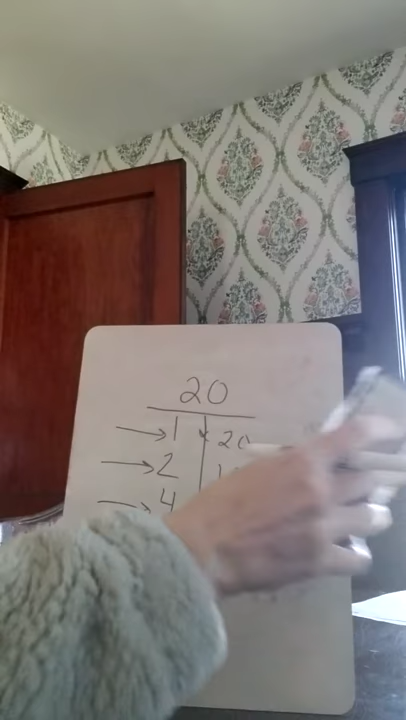 20
→ 1 × 20
→ 2
→ 4